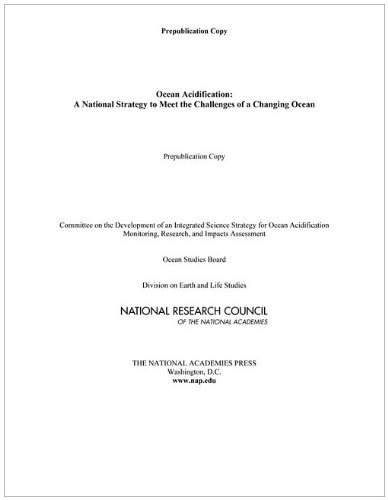 Prepublication Copy
Ocean Acidification:
A National Strategy to Meet the Challenges of a Changing Ocean
Prepublication Copy
Committee on the Development of an Integrated Science Strategy for Ocean Acidification
Monitoring, Research, and Impacts Assessment
Ocean Studies Board
Division on Earth and Life Studies
NATIONAL RESEARCH COUNCIL
OF THE NATIONAL ACADEMIES
THE NATIONAL ACADEMIES PRESS
Washington, D.C.
www.nap.edu